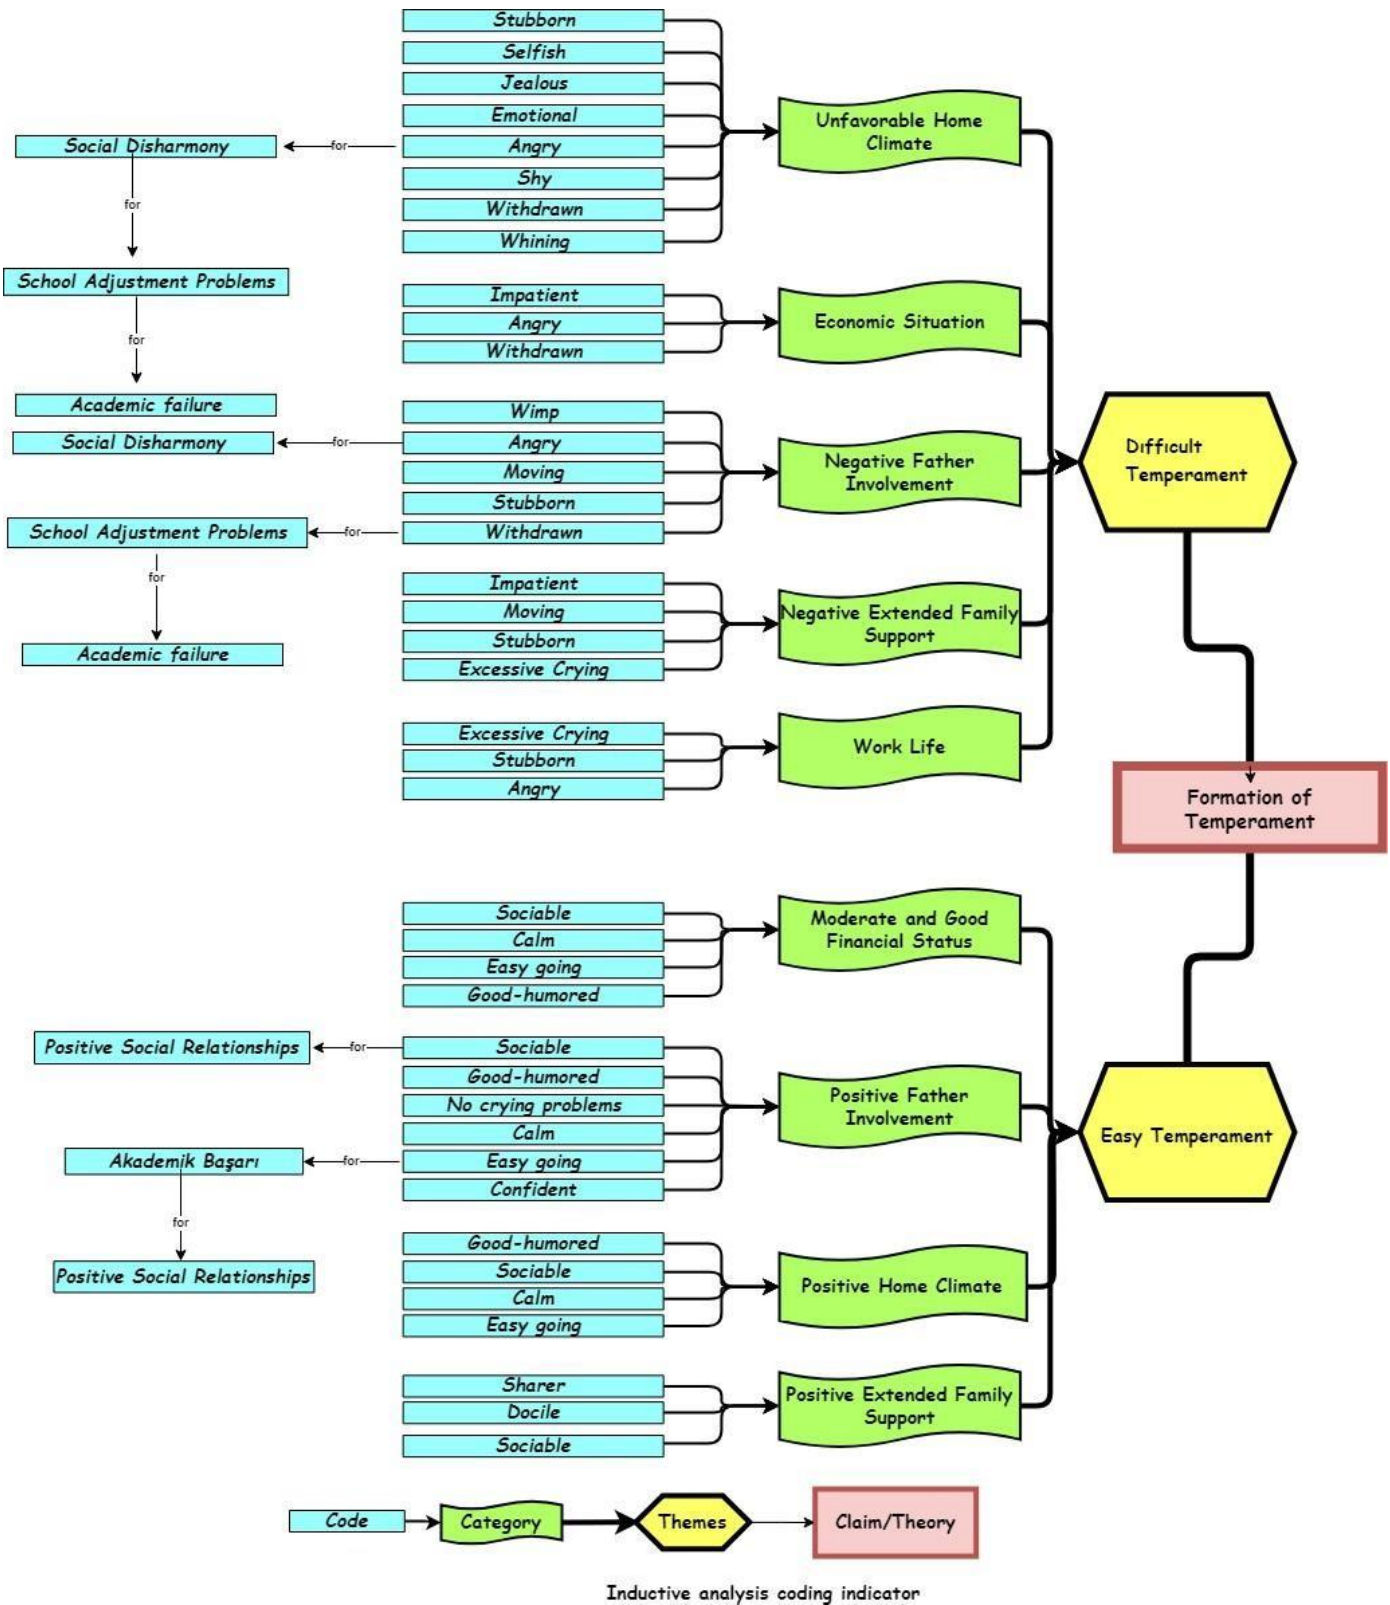 Stubborn
Selfish
Jealous
Emotional
Angry
Shy
Withdrawn
Whining
Unfavorable Home
Climate
Social Disharmony
for
for
School Adjustment Problems
for
Academic failure
Impatient
Angry
Withdrawn
Economic Situation
Wimp
Angry
Moving
Stubborn
Withdrawn
Negative Father
Involvement
Social Disharmony
for
School Adjustment Problems
for
for
Academic failure
Impatient
Moving
Stubborn
Excessive Crying
Negative Extended Family
Support
Excessive Crying
Stubborn
Angry
Work Life
Dıffıcult
Temperament
Formation of
Temperament
Sociable
Calm
Easy going
Good-humored
Moderate and Good
Financial Status
Positive Social Relationships
for
Sociable
Good-humored
No crying problems
Calm
Easy going
Confident
Positive Father
Involvement
Akademik Başarı
for
for
Positive Social Relationships
Easy Temperament
Good-humored
Sociable
Calm
Easy going
Positive Home Climate
Sharer
Docile
Sociable
Positive Extended Family
Support
Code
Category
Themes
Claim/Theory
Inductive analysis coding indicator